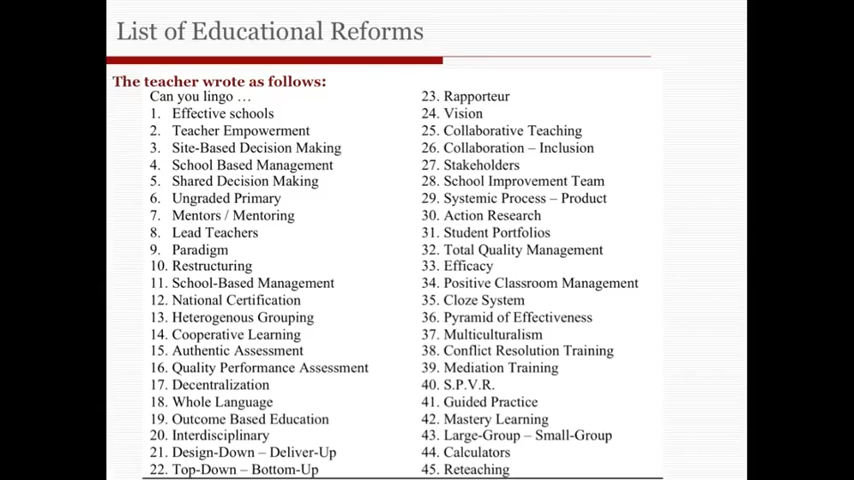 List of Educational Reforms
The teacher wrote as follows:
Can you lingo …
1. Effective schools
2. Teacher Empowerment
3. Site-Based Decision Making
4. School Based Management
5. Shared Decision Making
6. Ungraded Primary
7. Mentors / Mentoring
8. Lead Teachers
9. Paradigm
10. Restructuring
11. School-Based Management
12. National Certification
13. Heterogenous Grouping
14. Cooperative Learning
15. Authentic Assessment
16. Quality Performance Assessment
17. Decentralization
18. Whole Language
19. Outcome Based Education
20. Interdisciplinary
21. Design-Down – Deliver-Up
22. Top-Down – Bottom-Up
23. Rapporteur
24. Vision
25. Collaborative Teaching
26. Collaboration – Inclusion
27. Stakeholders
28. School Improvement Team
29. Systemic Process – Product
30. Action Research
31. Student Portfolios
32. Total Quality Management
33. Efficacy
34. Positive Classroom Management
35. Cloze System
36. Pyramid of Effectiveness
37. Multiculturalism
38. Conflict Resolution Training
39. Mediation Training
40. S.P.V.R.
41. Guided Practice
42. Mastery Learning
43. Large-Group – Small-Group
44. Calculators
45. Reteaching